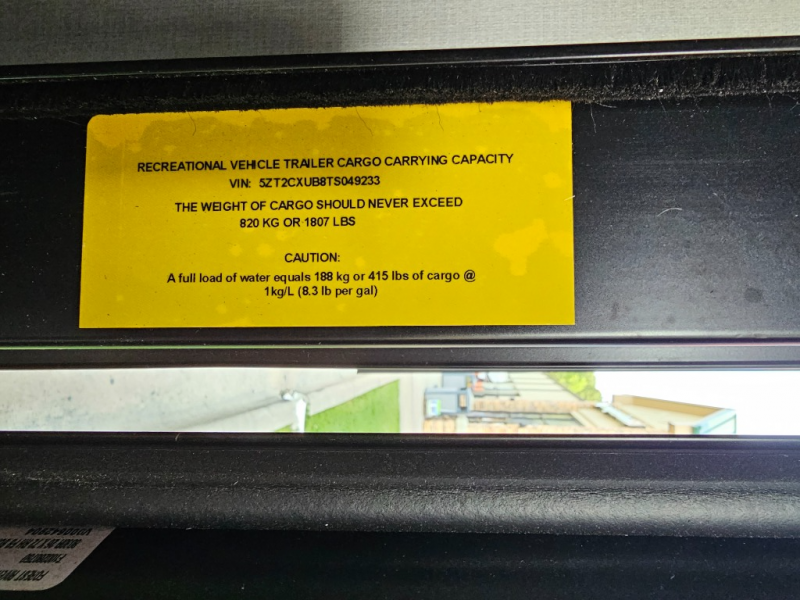 RECREATIONAL VEHICLE TRAILER CARGO CARRYING CAPACITY
VIN: 5ZT2CXUB8TS049233
THE WEIGHT OF CARGO SHOULD NEVER EXCEED
820 KG OR 1807 LBS
CAUTION:
A full load of water equals 188 kg or 415 lbs of cargo @
1kg/L (8.3 lb per gal)